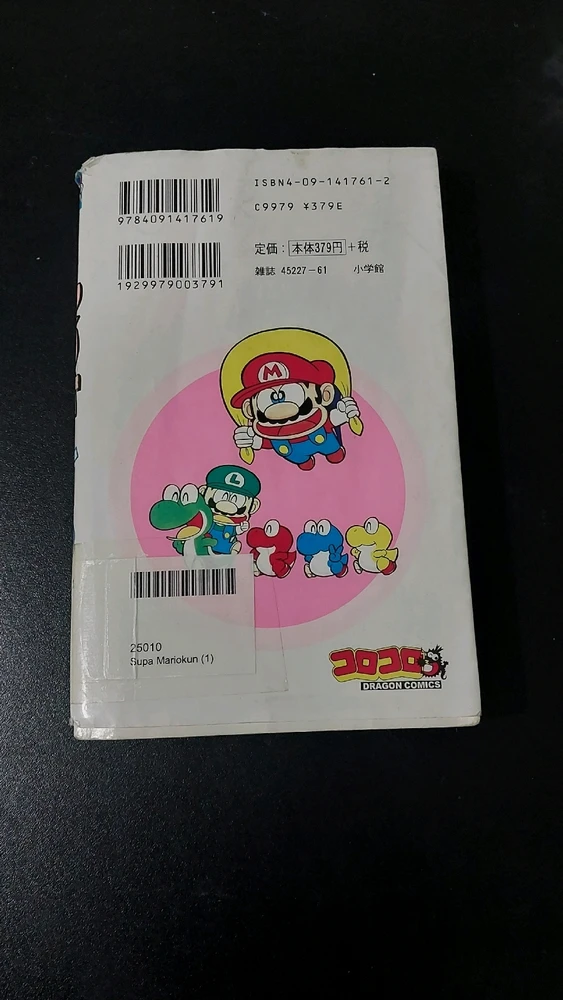 ISBN4-09-141761-2
C9979 ¥379E
9784091417619
1929979003791
定価：本体379円＋税
雑誌 45227-61 小学館
M
L
25010
Supa Mariokun (1)
コロコロ
DRAGON COMICS